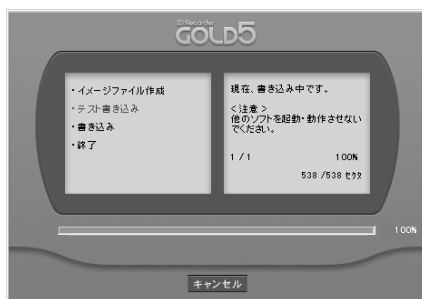 B'sRecorder
GOLD5
・イメージファイル作成
・テスト書き込み
・書き込み
・終了
現在、書き込み中です。
<注意>
他のソフトを起動・動作させない
でください。
1 / 1 100%
538 /538 セクタ
100%
キャンセル